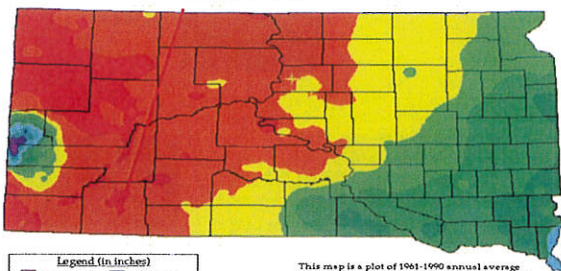 Legend (in inches)
This map is a plot of 1961-1990 annual average